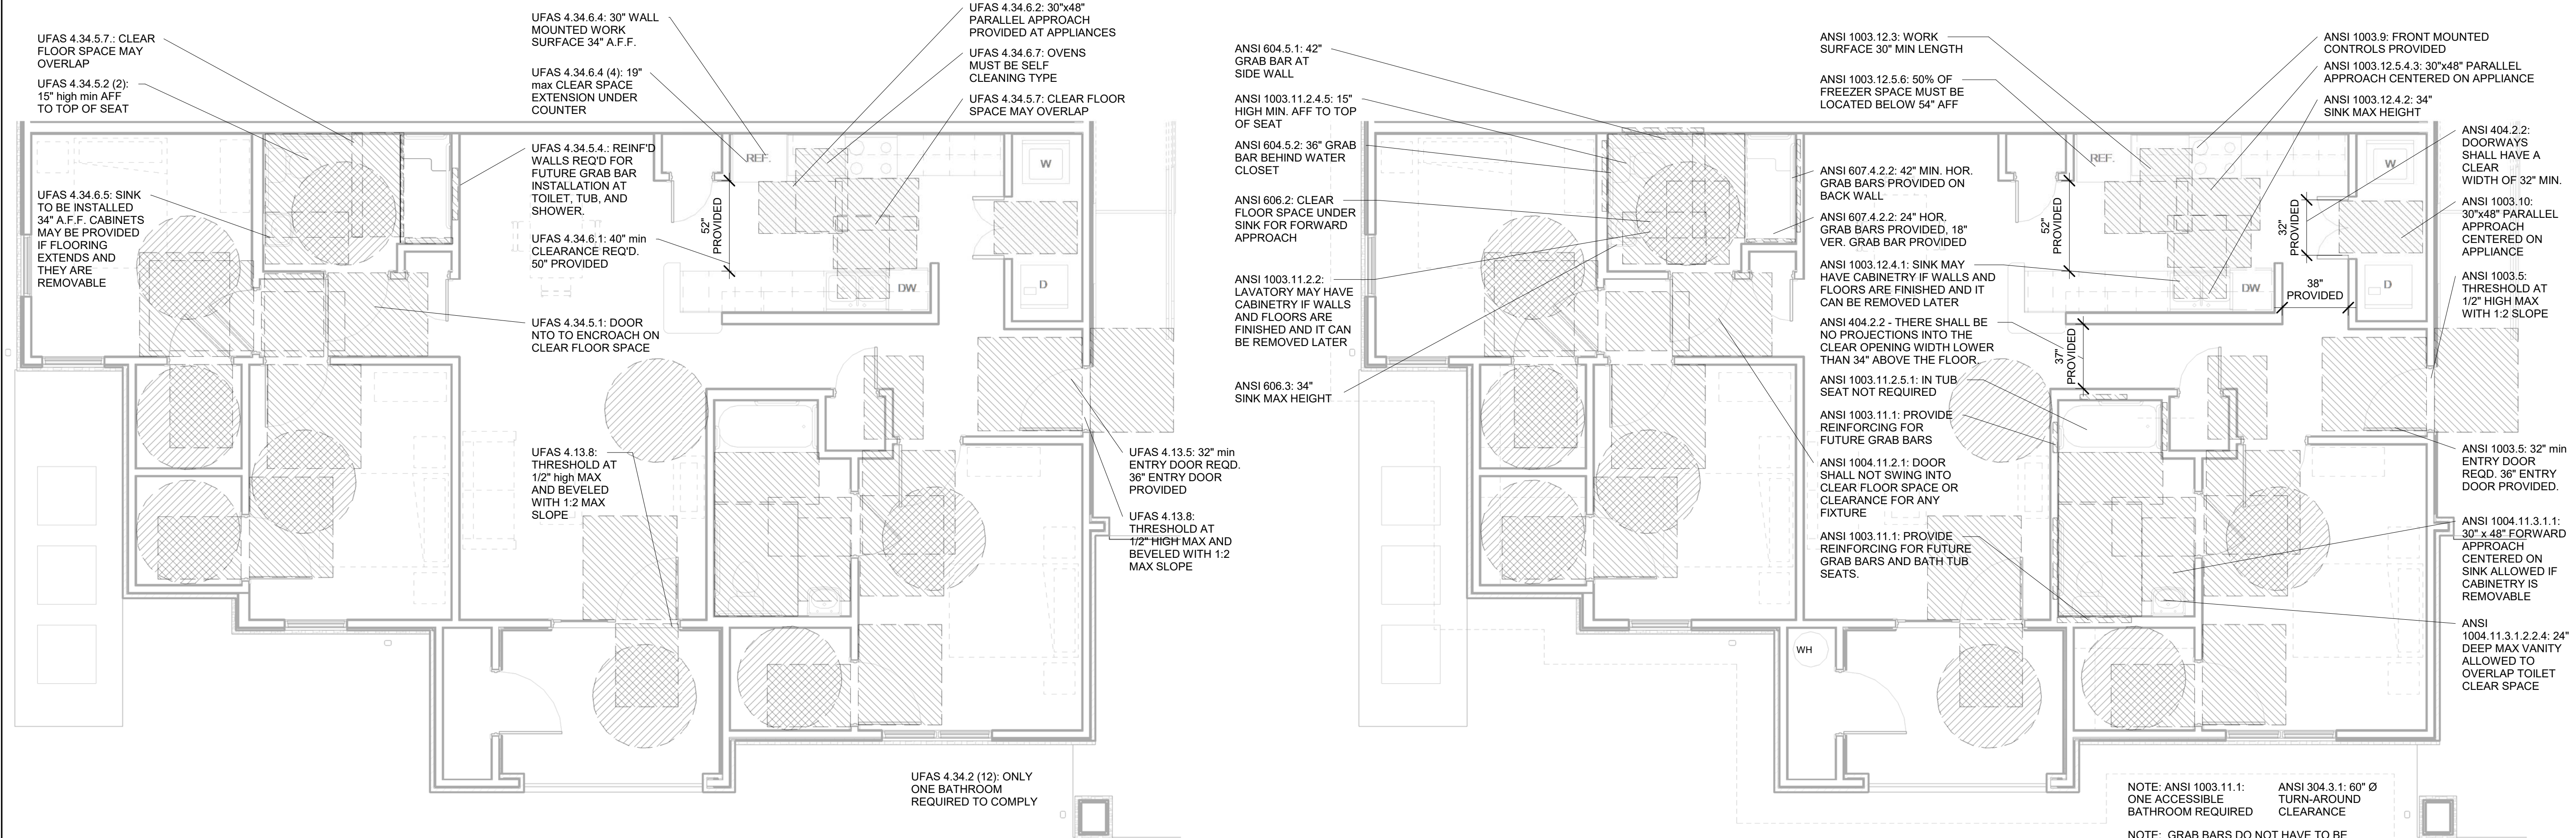 UFAS 4.34.5.7.: CLEAR
FLOOR SPACE MAY
OVERLAP
UFAS 4.34.5.2 (2):
15" high min AFF
TO TOP OF SEAT
UFAS 4.34.6.5: SINK
TO BE INSTALLED
34" A.F.F. CABINETS
MAY BE PROVIDED
IF FLOORING
EXTENDS AND
THEY ARE
REMOVABLE
UFAS 4.34.6.4: 30" WALL
MOUNTED WORK
SURFACE 34" A.F.F.
UFAS 4.34.6.4 (4): 19"
max CLEAR SPACE
EXTENSION UNDER
COUNTER
UFAS 4.34.5.4.: REINF'D
WALLS REQ'D FOR
FUTURE GRAB BAR
INSTALLATION AT
TOILET, TUB, AND
SHOWER.
UFAS 4.34.6.1: 40" min
CLEARANCE REQ'D.
50" PROVIDED
UFAS 4.34.5.1: DOOR
NTO TO ENCROACH ON
CLEAR FLOOR SPACE
UFAS 4.13.8:
THRESHOLD AT
1/2" high MAX
AND BEVELED
WITH 1:2 MAX
SLOPE
UFAS 4.34.6.2: 30"x48"
PARALLEL APPROACH
PROVIDED AT APPLIANCES
UFAS 4.34.6.7: OVENS
MUST BE SELF
CLEANING TYPE
UFAS 4.34.5.7: CLEAR FLOOR
SPACE MAY OVERLAP
REF.
52"
PROVIDED
DW
W
D
UFAS 4.13.5: 32" min
ENTRY DOOR REQD.
36" ENTRY DOOR
PROVIDED
UFAS 4.13.8:
THRESHOLD AT
1/2" HIGH MAX AND
BEVELED WITH 1:2
MAX SLOPE
UFAS 4.34.2 (12): ONLY
ONE BATHROOM
REQUIRED TO COMPLY
ANSI 604.5.1: 42"
GRAB BAR AT
SIDE WALL
ANSI 1003.11.2.4.5: 15"
HIGH MIN. AFF TO TOP
OF SEAT
ANSI 604.5.2: 36" GRAB
BAR BEHIND WATER
CLOSET
ANSI 606.2: CLEAR
FLOOR SPACE UNDER
SINK FOR FORWARD
APPROACH
ANSI 1003.11.2.2:
LAVATORY MAY HAVE
CABINETRY IF WALLS
AND FLOORS ARE
FINISHED AND IT CAN
BE REMOVED LATER
ANSI 606.3: 34"
SINK MAX HEIGHT
ANSI 1003.12.3: WORK
SURFACE 30" MIN LENGTH
ANSI 1003.12.5.6: 50% OF
FREEZER SPACE MUST BE
LOCATED BELOW 54" AFF
ANSI 607.4.2.2: 42" MIN. HOR.
GRAB BARS PROVIDED ON
BACK WALL
ANSI 607.4.2.2: 24" HOR.
GRAB BARS PROVIDED, 18"
VER. GRAB BAR PROVIDED
ANSI 1003.12.4.1: SINK MAY
HAVE CABINETRY IF WALLS AND
FLOORS ARE FINISHED AND IT
CAN BE REMOVED LATER
ANSI 404.2.2 - THERE SHALL BE
NO PROJECTIONS INTO THE
CLEAR OPENING WIDTH LOWER
THAN 34" ABOVE THE FLOOR.
ANSI 1003.11.2.5.1: IN TUB
SEAT NOT REQUIRED
ANSI 1003.11.1: PROVIDE
REINFORCING FOR
FUTURE GRAB BARS
ANSI 1004.11.2.1: DOOR
SHALL NOT SWING INTO
CLEAR FLOOR SPACE OR
CLEARANCE FOR ANY
FIXTURE
ANSI 1003.11.1: PROVIDE
REINFORCING FOR FUTURE
GRAB BARS AND BATH TUB
SEATS.
WH
REF.
52"
PROVIDED
37"
PROVIDED
32"
PROVIDED
38"
PROVIDED
DW
W
D
ANSI 1003.9: FRONT MOUNTED
CONTROLS PROVIDED
ANSI 1003.12.5.4.3: 30"x48" PARALLEL
APPROACH CENTERED ON APPLIANCE
ANSI 1003.12.4.2: 34"
SINK MAX HEIGHT
ANSI 404.2.2:
DOORWAYS
SHALL HAVE A
CLEAR
WIDTH OF 32" MIN.
ANSI 1003.10:
30"x48" PARALLEL
APPROACH
CENTERED ON
APPLIANCE
ANSI 1003.5:
THRESHOLD AT
1/2" HIGH MAX
WITH 1:2 SLOPE
ANSI 1003.5: 32" min
ENTRY DOOR
REQD. 36" ENTRY
DOOR PROVIDED.
ANSI 1004.11.3.1.1:
30" x 48" FORWARD
APPROACH
CENTERED ON
SINK ALLOWED IF
CABINETRY IS
REMOVABLE
ANSI
1004.11.3.1.2.2.4: 24"
DEEP MAX VANITY
ALLOWED TO
OVERLAP TOILET
CLEAR SPACE
NOTE: ANSI 1003.11.1:
ONE ACCESSIBLE
BATHROOM REQUIRED
ANSI 304.3.1: 60" Ø
TURN-AROUND
CLEARANCE
NOTE: GRAB BARS DO NOT HAVE TO BE